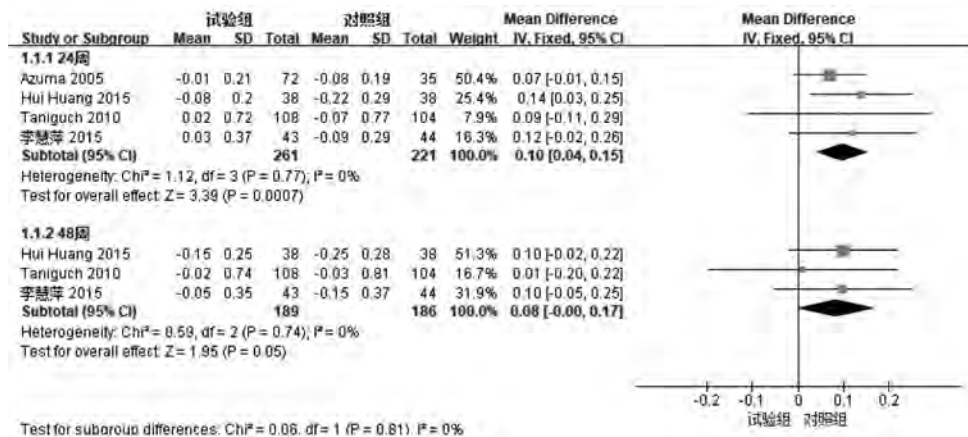 试验组 对照组 Mean Difference Mean Difference
Study or Subgroup Mean SD Total Mean SD Total Weight IV, Fixed, 95% CI IV, Fixed, 95% CI
1.1.1 24周
Azuma 2005 -0.01 0.21 72 -0.08 0.19 35 50.4% 0.07 [-0.01, 0.15]
Hui Huang 2015 -0.08 0.2 38 -0.22 0.29 38 25.4% 0.14 [0.03, 0.25]
Taniguch 2010 0.02 0.72 108 -0.07 0.77 104 7.9% 0.09 [-0.11, 0.29]
李慧萍 2015 0.03 0.37 43 -0.09 0.29 44 16.3% 0.12 [-0.02, 0.26]
Subtotal (95% CI) 261 221 100.0% 0.10 [0.04, 0.15]
Heterogeneity: Chi² = 1.12, df = 3 (P = 0.77); I² = 0%
Test for overall effect: Z = 3.39 (P = 0.0007)
1.1.2 48周
Hui Huang 2015 -0.15 0.25 38 -0.25 0.28 38 51.3% 0.10 [-0.02, 0.22]
Taniguch 2010 -0.02 0.74 108 -0.03 0.81 104 16.7% 0.01 [-0.20, 0.22]
李慧萍 2015 -0.05 0.35 43 -0.15 0.37 44 31.9% 0.10 [-0.05, 0.25]
Subtotal (95% CI) 189 186 100.0% 0.08 [-0.00, 0.17]
Heterogeneity: Chi² = 8.59, df = 2 (P = 0.74); I² = 0%
Test for overall effect: Z = 1.95 (P = 0.05)
-0.2 -0.1 0 0.1 0.2
试验组 对照组
Test for subgroup differences: Chi² = 0.06, df = 1 (P = 0.81), I² = 0%